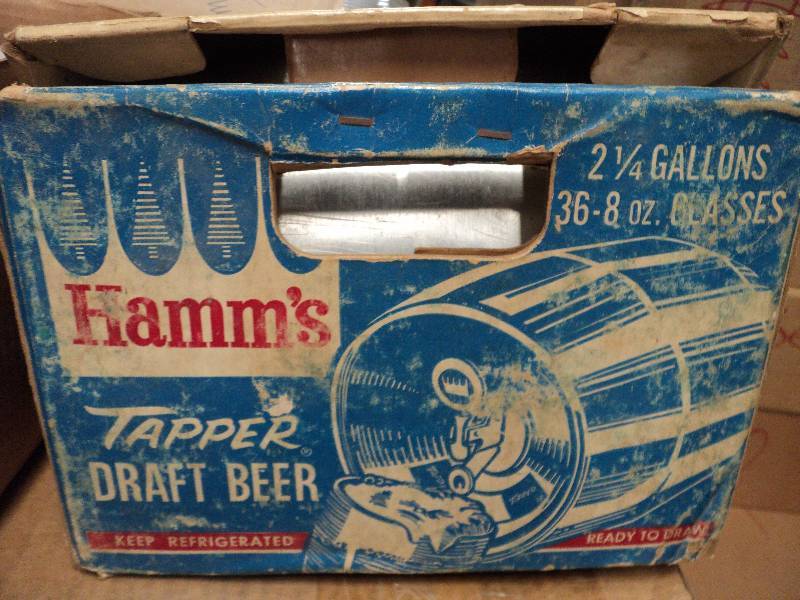 2 1/4 GALLONS
36-8 OZ. GLASSES
Hamm's
TAPPER®
DRAFT BEER
KEEP REFRIGERATED
READY TO DRAW